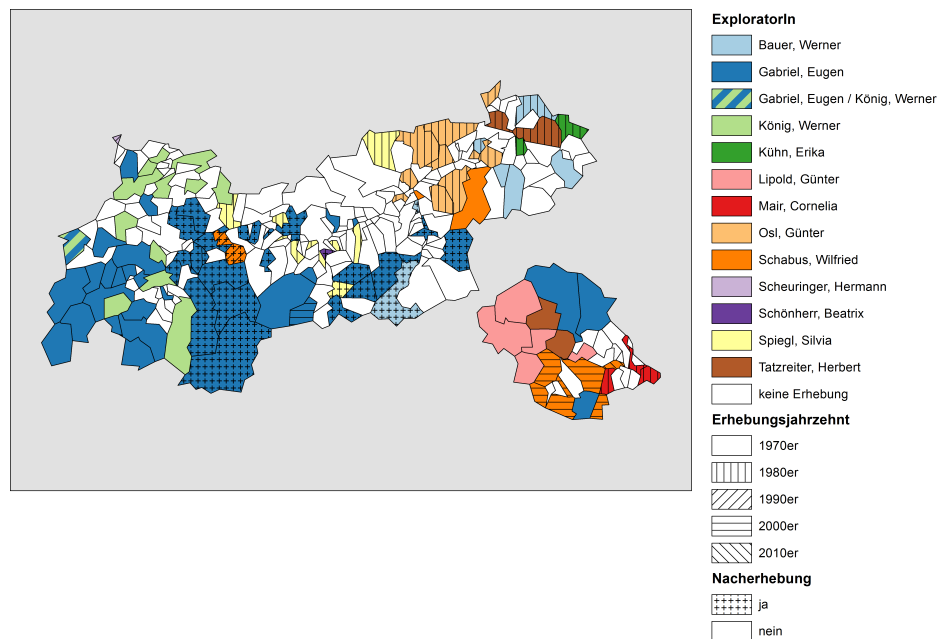 ExploratorIn
Bauer, Werner
Gabriel, Eugen
Gabriel, Eugen / König, Werner
König, Werner
Kühn, Erika
Lipold, Günter
Mair, Cornelia
Osl, Günter
Schabus, Wilfried
Scheuringer, Hermann
Schönherr, Beatrix
Spiegl, Silvia
Tatzreiter, Herbert
keine Erhebung
Erhebungsjahrzehnt
1970er
1980er
1990er
2000er
2010er
Nacherhebung
ja
nein